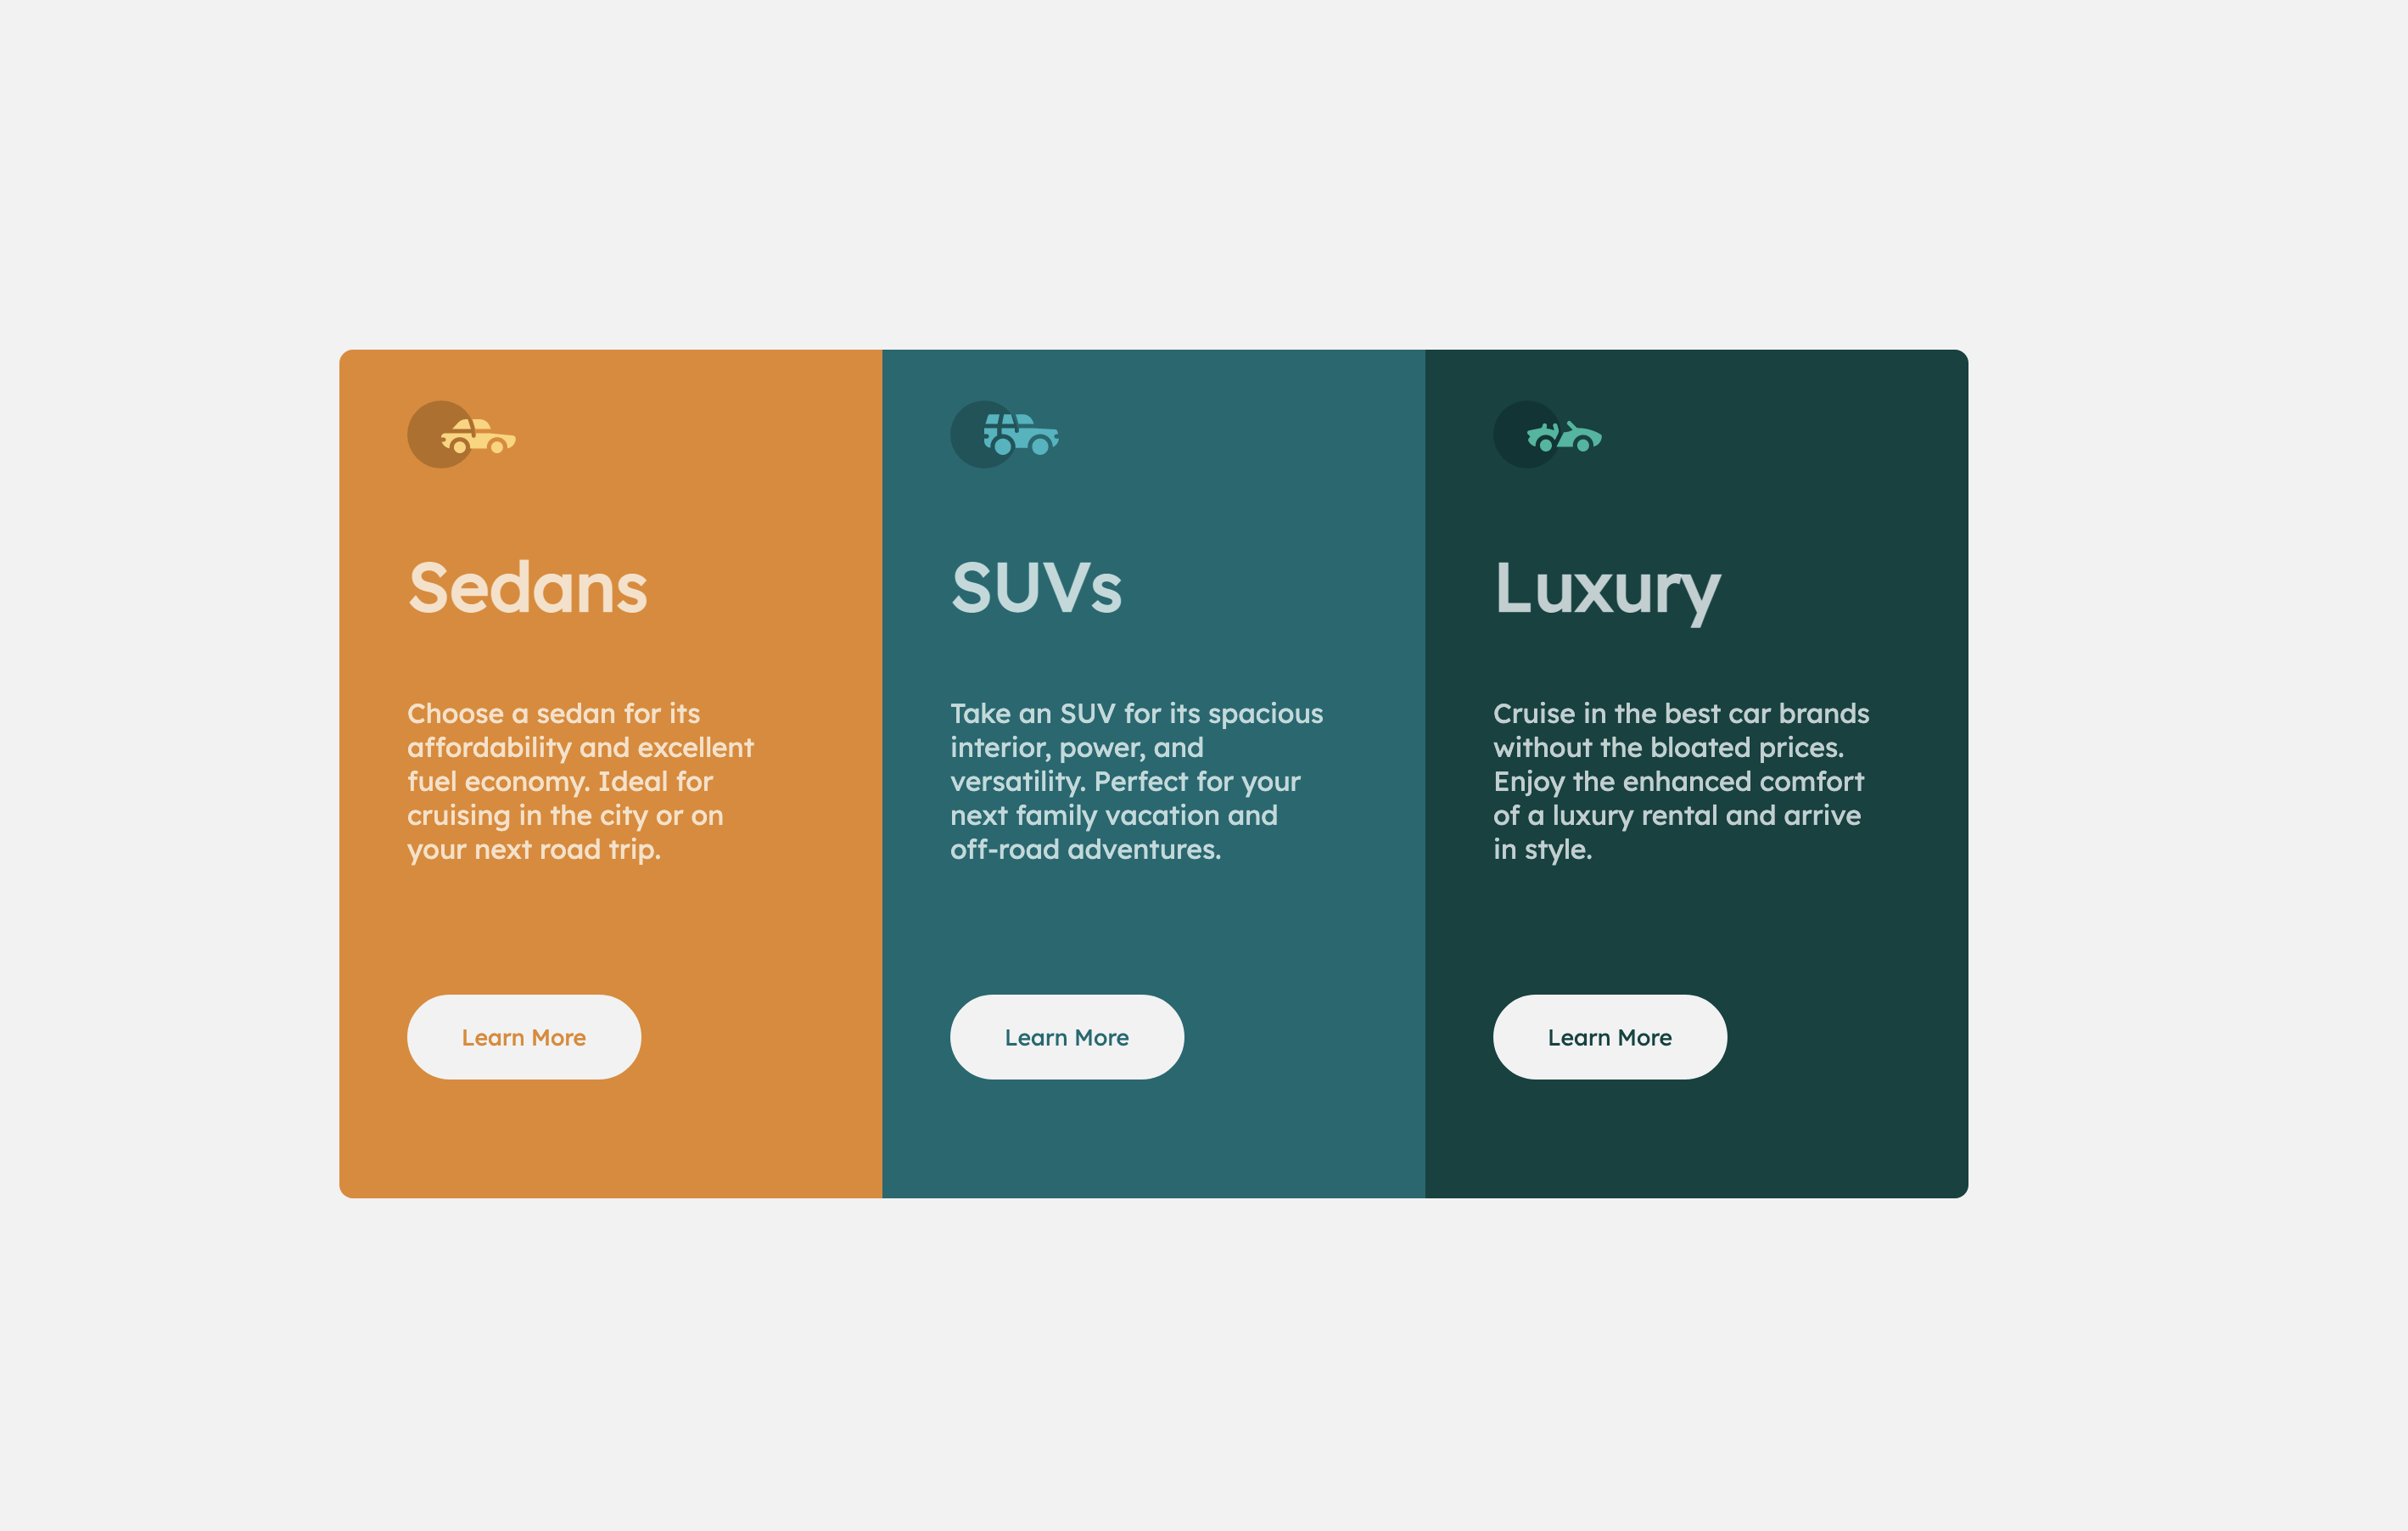 Sedans
Choose a sedan for its
affordability and excellent
fuel economy. Ideal for
cruising in the city or on
your next road trip.
Learn More
SUVs
Take an SUV for its spacious
interior, power, and
versatility. Perfect for your
next family vacation and
off-road adventures.
Learn More
Luxury
Cruise in the best car brands
without the bloated prices.
Enjoy the enhanced comfort
of a luxury rental and arrive
in style.
Learn More